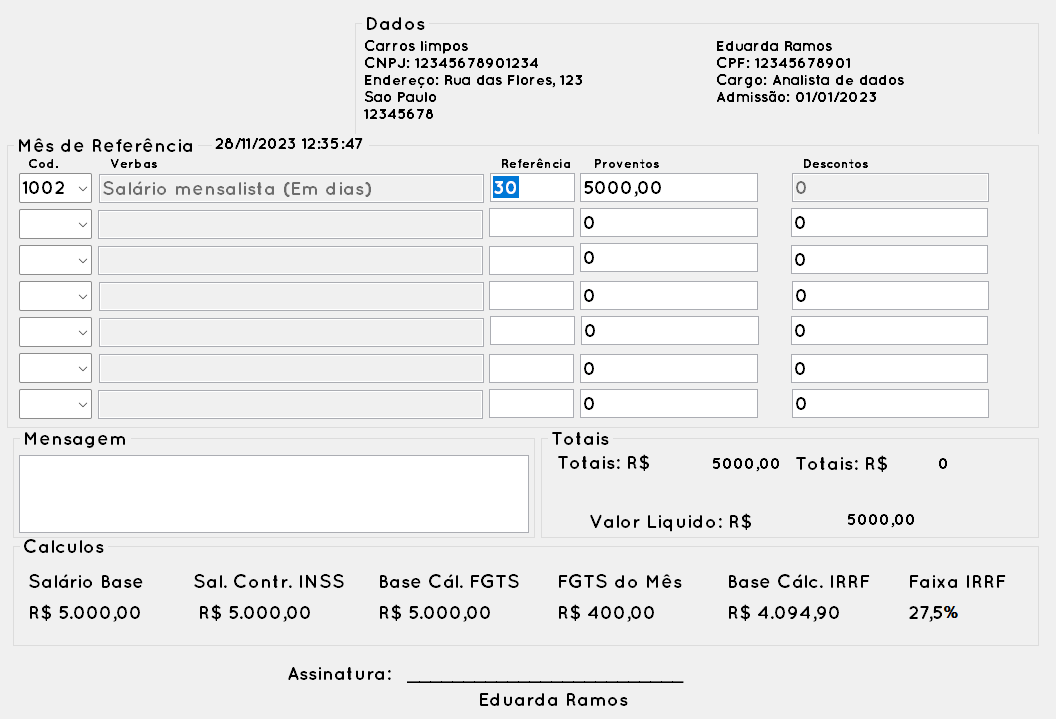 Dados
Carros limpos
CNPJ: 12345678901234
Endereço: Rua das Flores, 123
Sao Paulo
12345678
Eduarda Ramos
CPF: 12345678901
Cargo: Analista de dados
Admissão: 01/01/2023
Mês de Referência 28/11/2023 12:35:47
Cod. Verbas Referência Proventos Descontos
1002 Salário mensalista (Em dias) 30 5000,00 0
0 0
0 0
0 0
0 0
0 0
0 0
Mensagem
Totais
Totais: R$ 5000,00 Totais: R$ 0
Valor Liquido: R$ 5000,00
Calculos
Salário Base Sal. Contr. INSS Base Cál. FGTS FGTS do Mês Base Cálc. IRRF Faixa IRRF
R$ 5.000,00 R$ 5.000,00 R$ 5.000,00 R$ 400,00 R$ 4.094,90 27,5%
Assinatura: __________________________
Eduarda Ramos